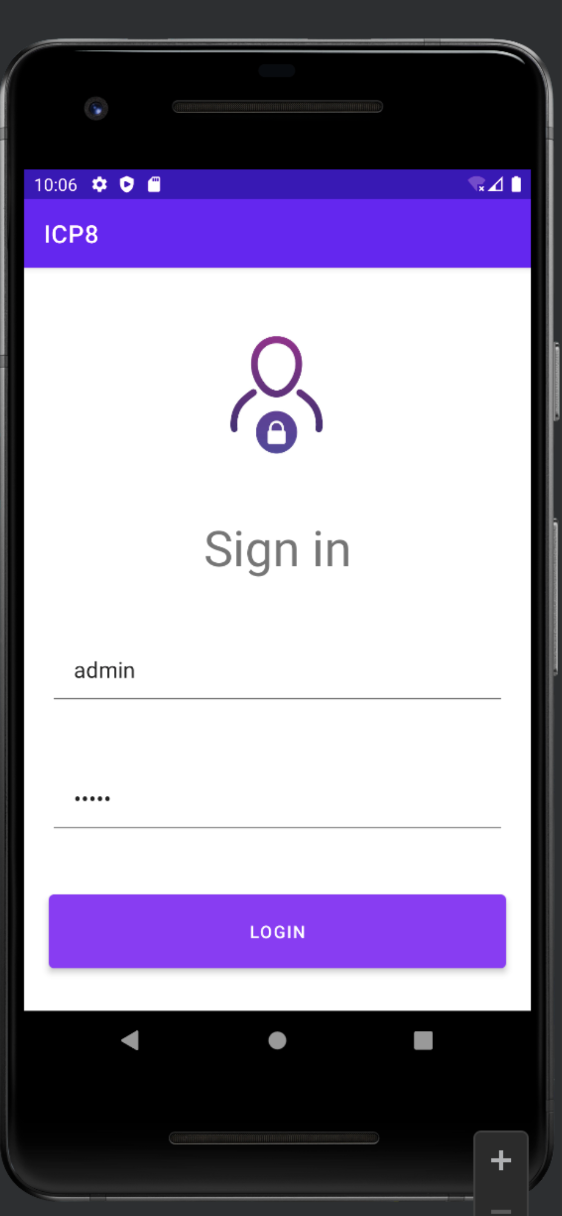 10:06
ICP8
Sign in
admin
•••••
LOGIN